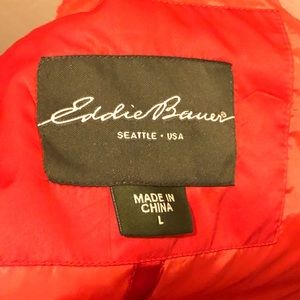 Eddie Bauer
SEATTLE • USA
MADE IN
CHINA
L